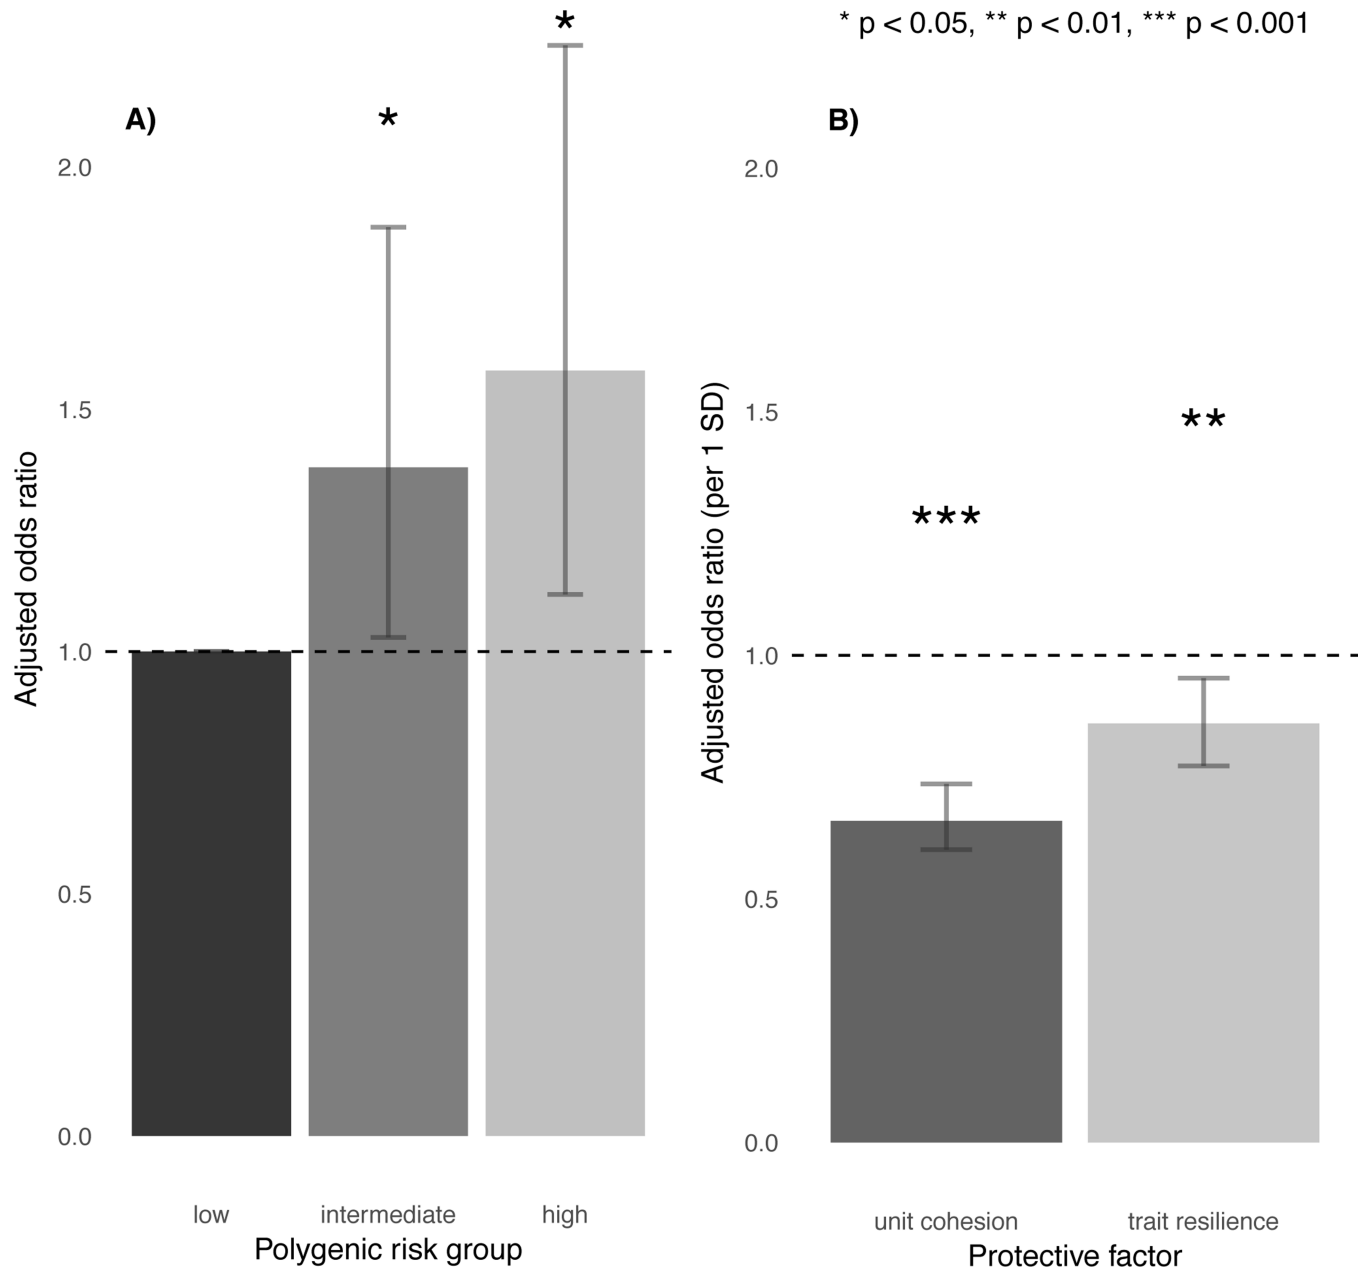 * p < 0.05, ** p < 0.01, *** p < 0.001
A)
*
*
2.0
1.5
1.0
0.5
0.0
Adjusted odds ratio
low intermediate high
Polygenic risk group
B)
2.0
1.5
1.0
0.5
0.0
Adjusted odds ratio (per 1 SD)
***
**
unit cohesion trait resilience
Protective factor